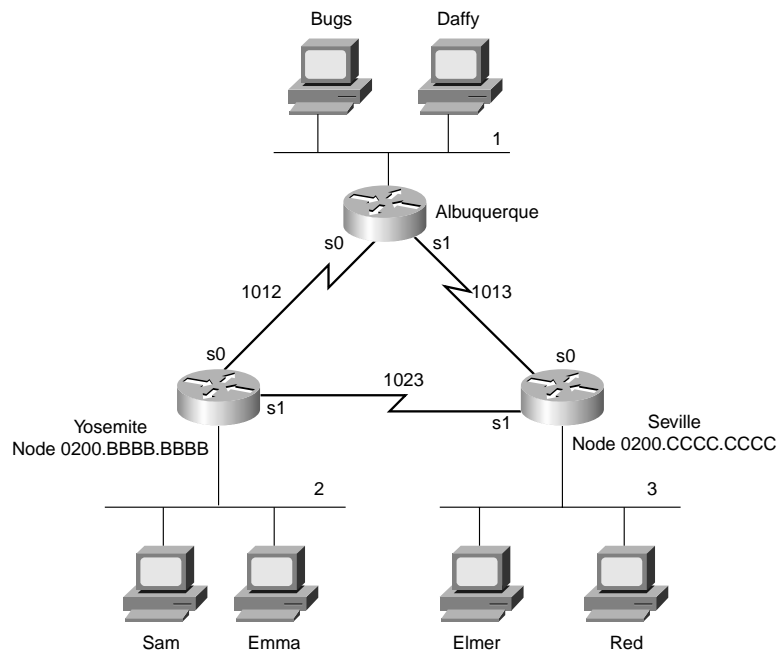 Bugs
Daffy
1
Albuquerque
s0
s1
1012
1013
s0
s0
1023
s1
s1
Yosemite
Node 0200.BBBB.BBBB
Seville
Node 0200.CCCC.CCCC
2
3
Sam
Emma
Elmer
Red